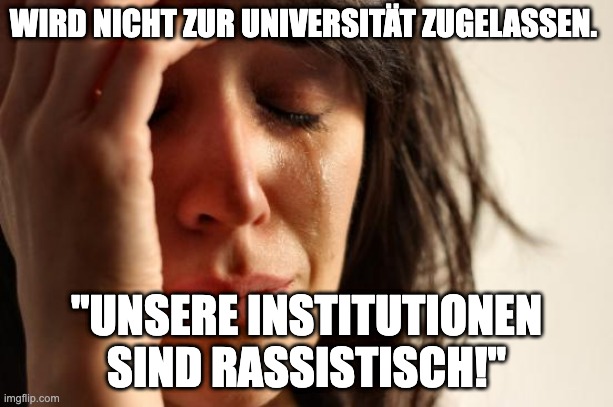 WIRD NICHT ZUR UNIVERSITÄT ZUGELASSEN.
"UNSERE INSTITUTIONEN
SIND RASSISTISCH!"
imgflip.com